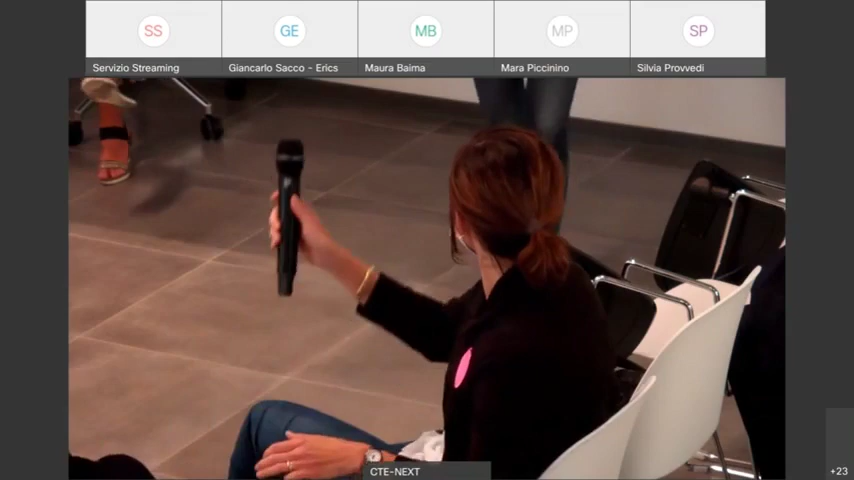 SS
GE
MB
MP
SP
Servizio Streaming
Giancarlo Sacco - Erics
Maura Baima
Mara Piccinino
Silvia Provvedi
CTE-NEXT
+23